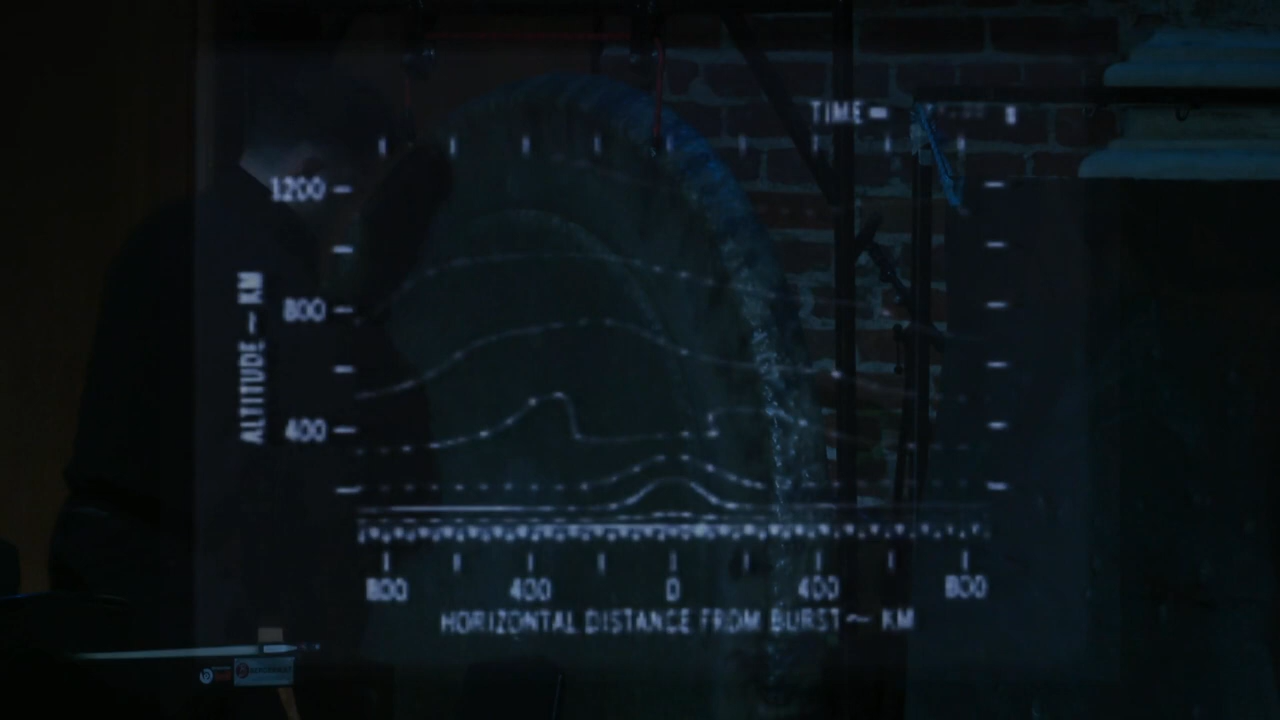 TIME = s
1200
800
400
ALTITUDE ~ KM
800 400 0 400 800
HORIZONTAL DISTANCE FROM BURST ~ KM